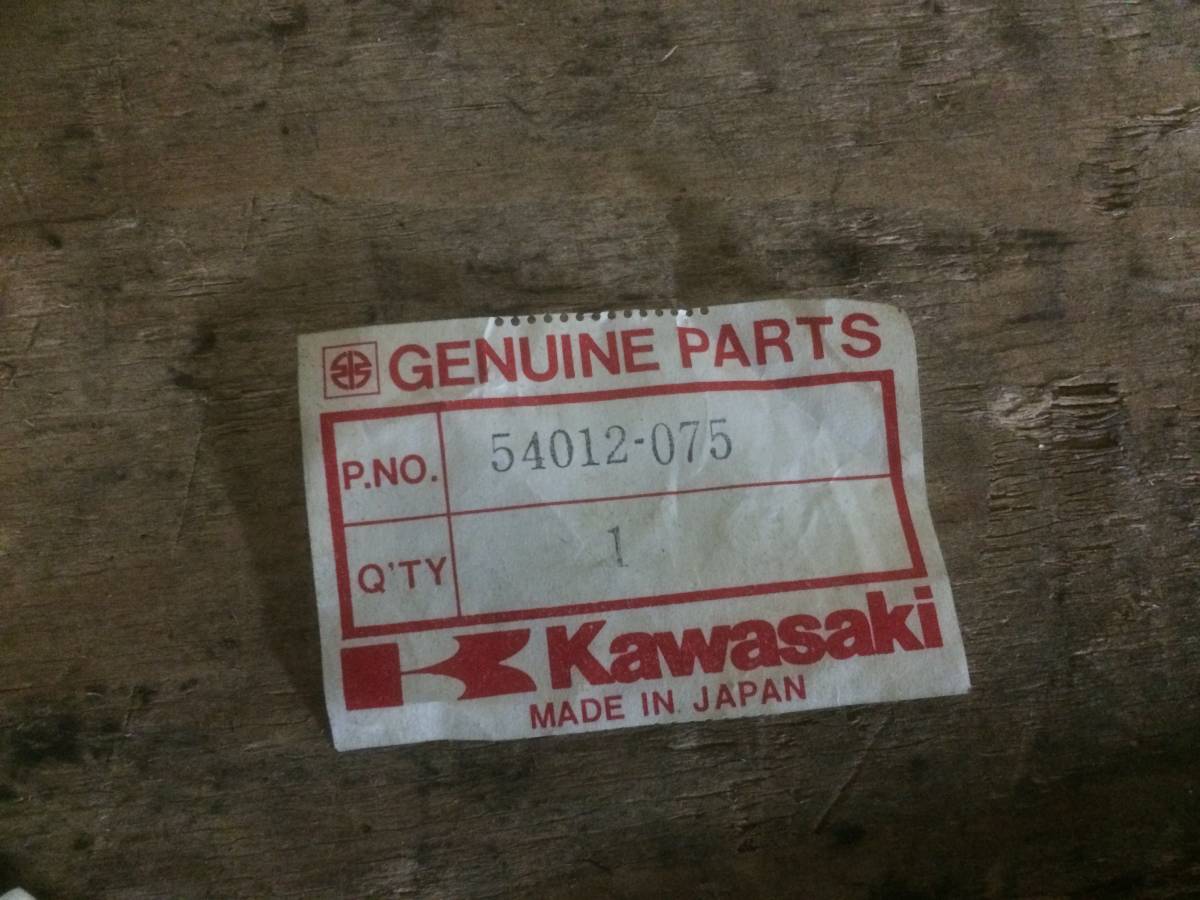 GENUINE PARTS
P.NO. 54012-075
Q'TY 1
Kawasaki
MADE IN JAPAN